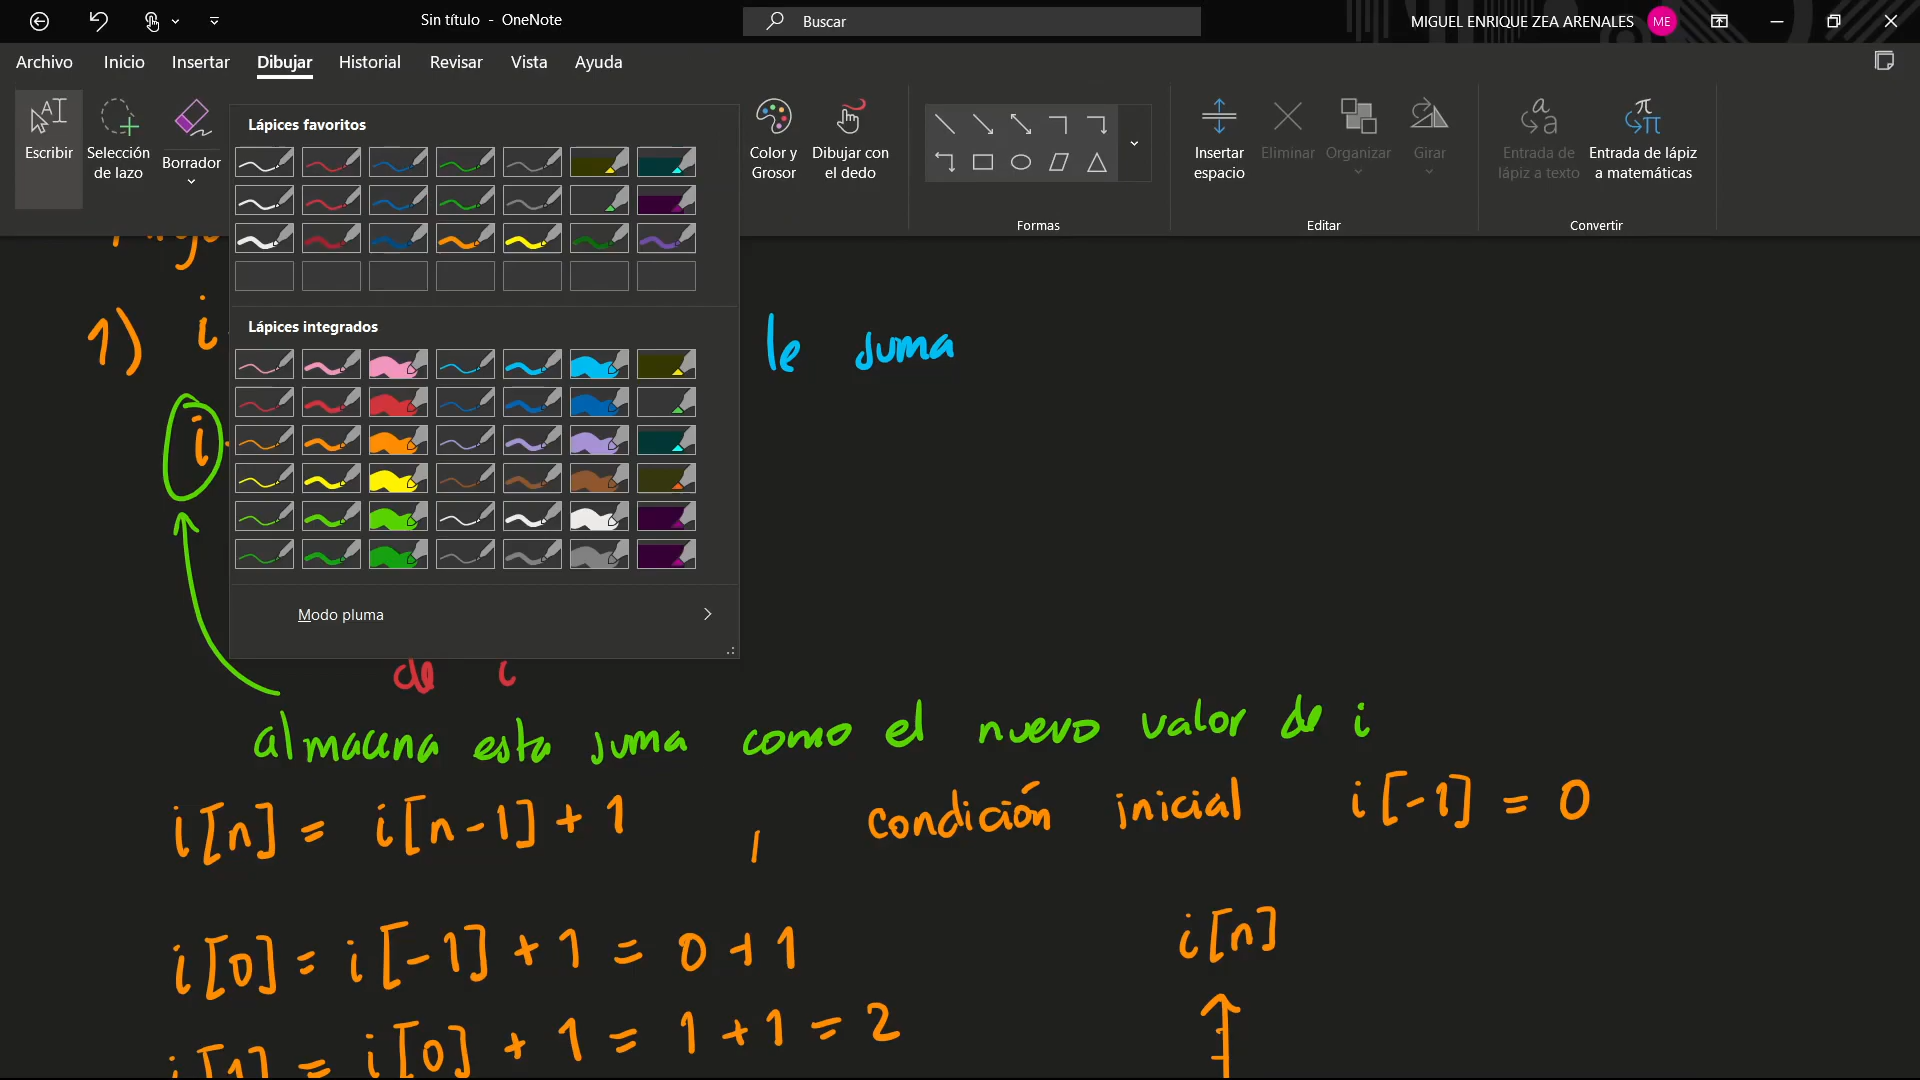 Sin título - OneNote
Buscar
MIGUEL ENRIQUE ZEA ARENALES
ME
Archivo Inicio Insertar Dibujar Historial Revisar Vista Ayuda
Escribir
Selección de lazo
Borrador
Lápices favoritos
Lápices integrados
Modo pluma
Color y Grosor
Dibujar con el dedo
Formas
Insertar espacio
Eliminar
Organizar
Girar
Editar
Entrada de lápiz a texto
Entrada de lápiz a matemáticas
Convertir
1) i
le suma
i
de i
almacena esta suma como el nuevo valor de i
i[n] = i[n-1] + 1 , condición inicial i[-1] = 0
i[0] = i[-1] + 1 = 0 + 1
i[n]
i[1] = i[0] + 1 = 1 + 1 = 2